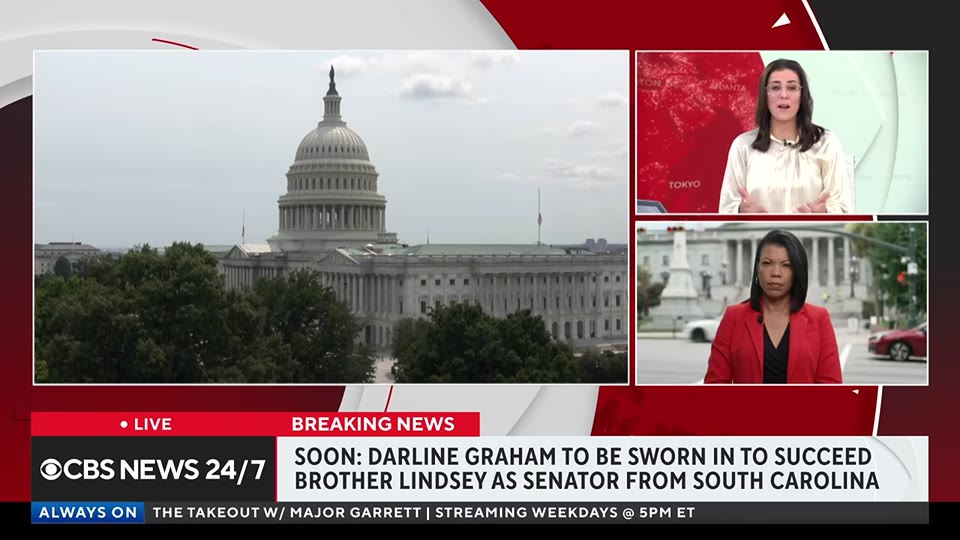 TOKYO
LIVE
BREAKING NEWS
CBS NEWS 24/7
SOON: DARLINE GRAHAM TO BE SWORN IN TO SUCCEED
BROTHER LINDSEY AS SENATOR FROM SOUTH CAROLINA
ALWAYS ON
THE TAKEOUT W/ MAJOR GARRETT | STREAMING WEEKDAYS @ 5PM ET